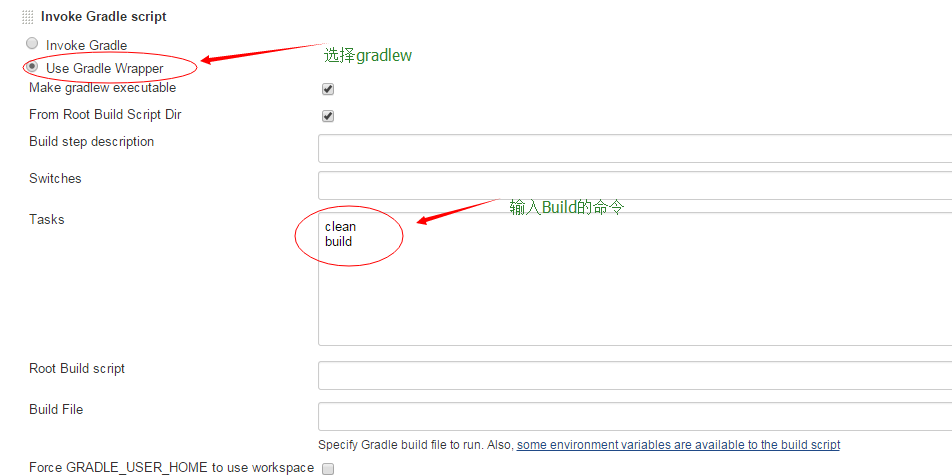 Invoke Gradle script
Invoke Gradle
选择gradlew
Use Gradle Wrapper
Make gradlew executable
From Root Build Script Dir
Build step description
Switches
输入Build的命令
Tasks
clean
build
Root Build script
Build File
Specify Gradle build file to run. Also, some environment variables are available to the build script
Force GRADLE_USER_HOME to use workspace